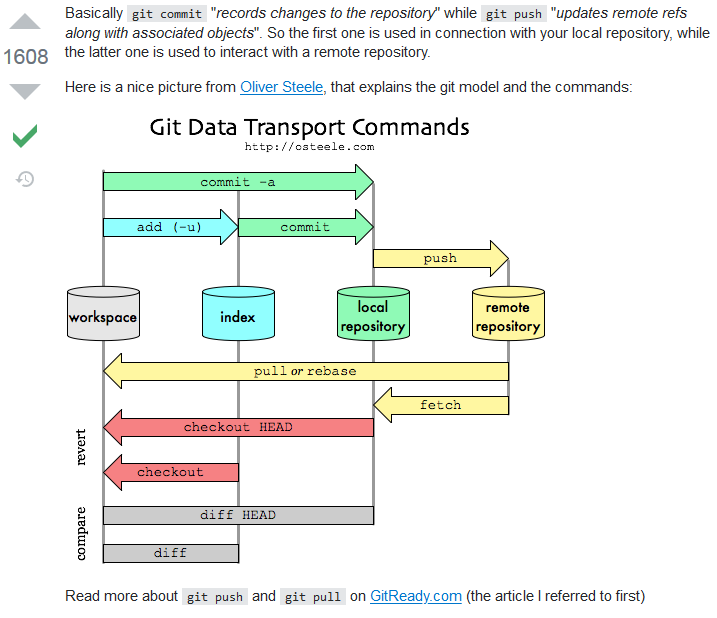 Basically git commit "records changes to the repository" while git push "updates remote refs
along with associated objects". So the first one is used in connection with your local repository, while
the latter one is used to interact with a remote repository.
1608
Here is a nice picture from Oliver Steele, that explains the git model and the commands:
Git Data Transport Commands
http://osteele.com
commit -a
add (-u)
commit
push
workspace
index
local
repository
remote
repository
pull or rebase
fetch
revert
checkout HEAD
checkout
compare
diff HEAD
diff
Read more about git push and git pull on GitReady.com (the article I referred to first)